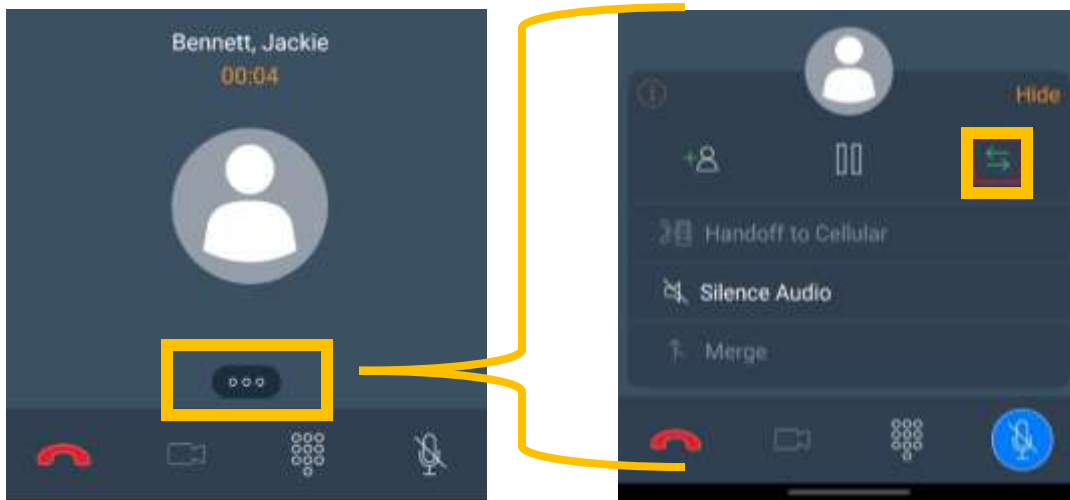 Bennett, Jackie
00:04
Hide
Handoff to Cellular
Silence Audio
Merge